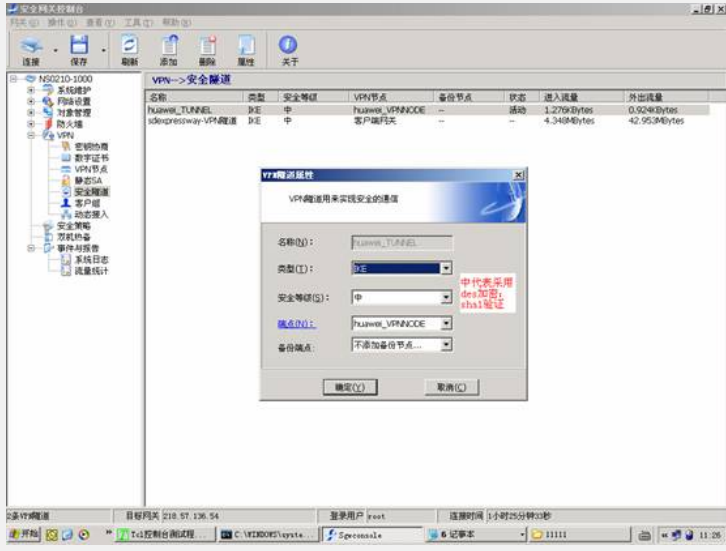 安全网关控制台
网关(G) 操作(O) 查看(V) 工具(T) 帮助(H)
连接 保存 刷新 添加 删除 属性 关于
NS0210-1000
系统维护
网络设置
对象管理
防火墙
VPN
密钥协商
数字证书
VPN节点
静态SA
安全隧道
客户端
动态接入
安全策略
双机热备
事件与报告
系统日志
流量统计
VPN-->安全隧道
名称 类型 安全等级 VPN节点 备份节点 状态 进入流量 外出流量
huawei_TUNNEL IKE 中 huawei_VPNNODE -- 活动 1.276KBytes 0.924KBytes
sdexpressway-VPN隧道 IKE 中 客户端网关 -- -- 4.348MBytes 42.953MBytes
VPN隧道属性
VPN隧道用来实现安全的通信
名称(N)： huawei_TUNNEL
类型(T)： IKE
安全等级(S)： 中
端点(N)： huawei_VPNNODE
备份端点: 不添加备份节点...
中代表采用
des加密；
sha1验证
确定(Y) 取消(C)
2条VPN隧道 目标网关 218.57.136.54 登录用户 root 连接时间 1小时25分钟33秒
开始 Tcl控制台测试程... C:\WINDOWS\syste... Sgconsole 6 记事本 11111 11:26